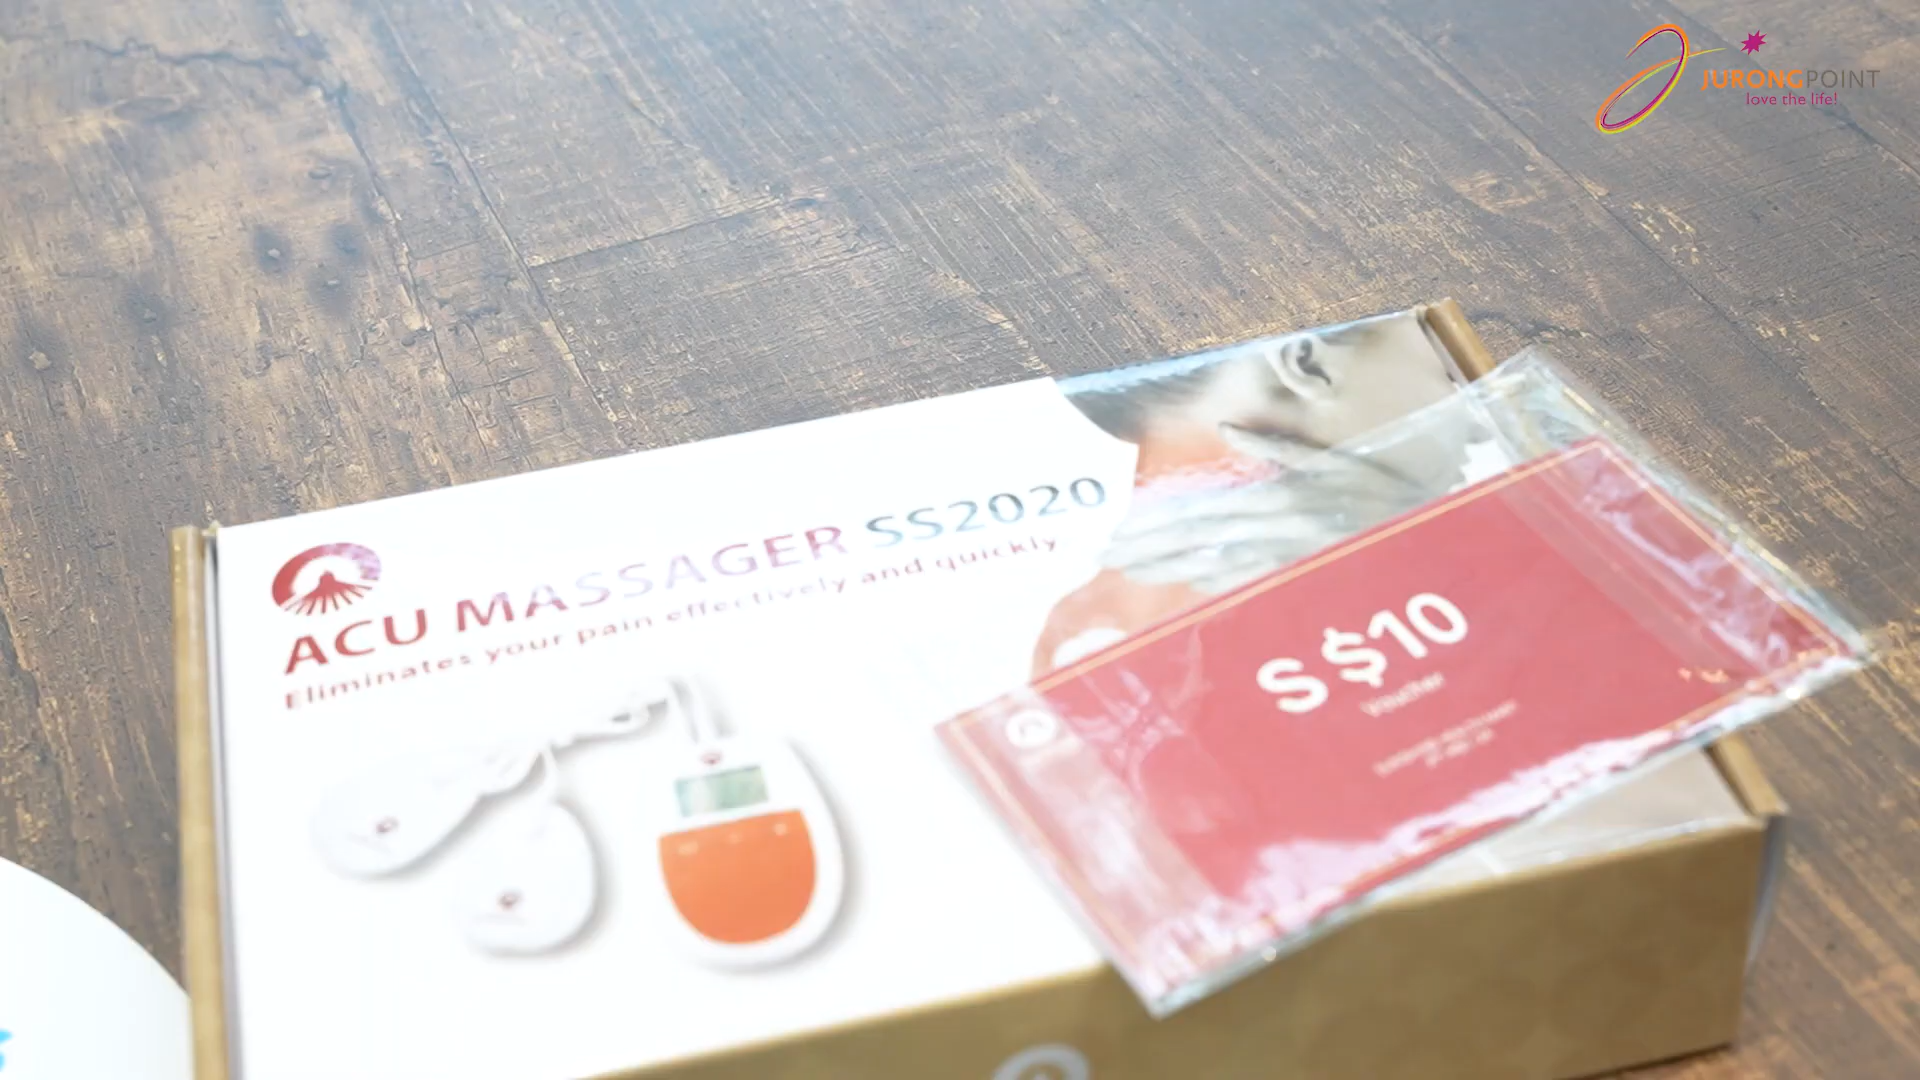 JURONGPOINT
love the life!
ACU MASSAGER SS2020
Eliminates your pain effectively and quickly
S$10
Voucher